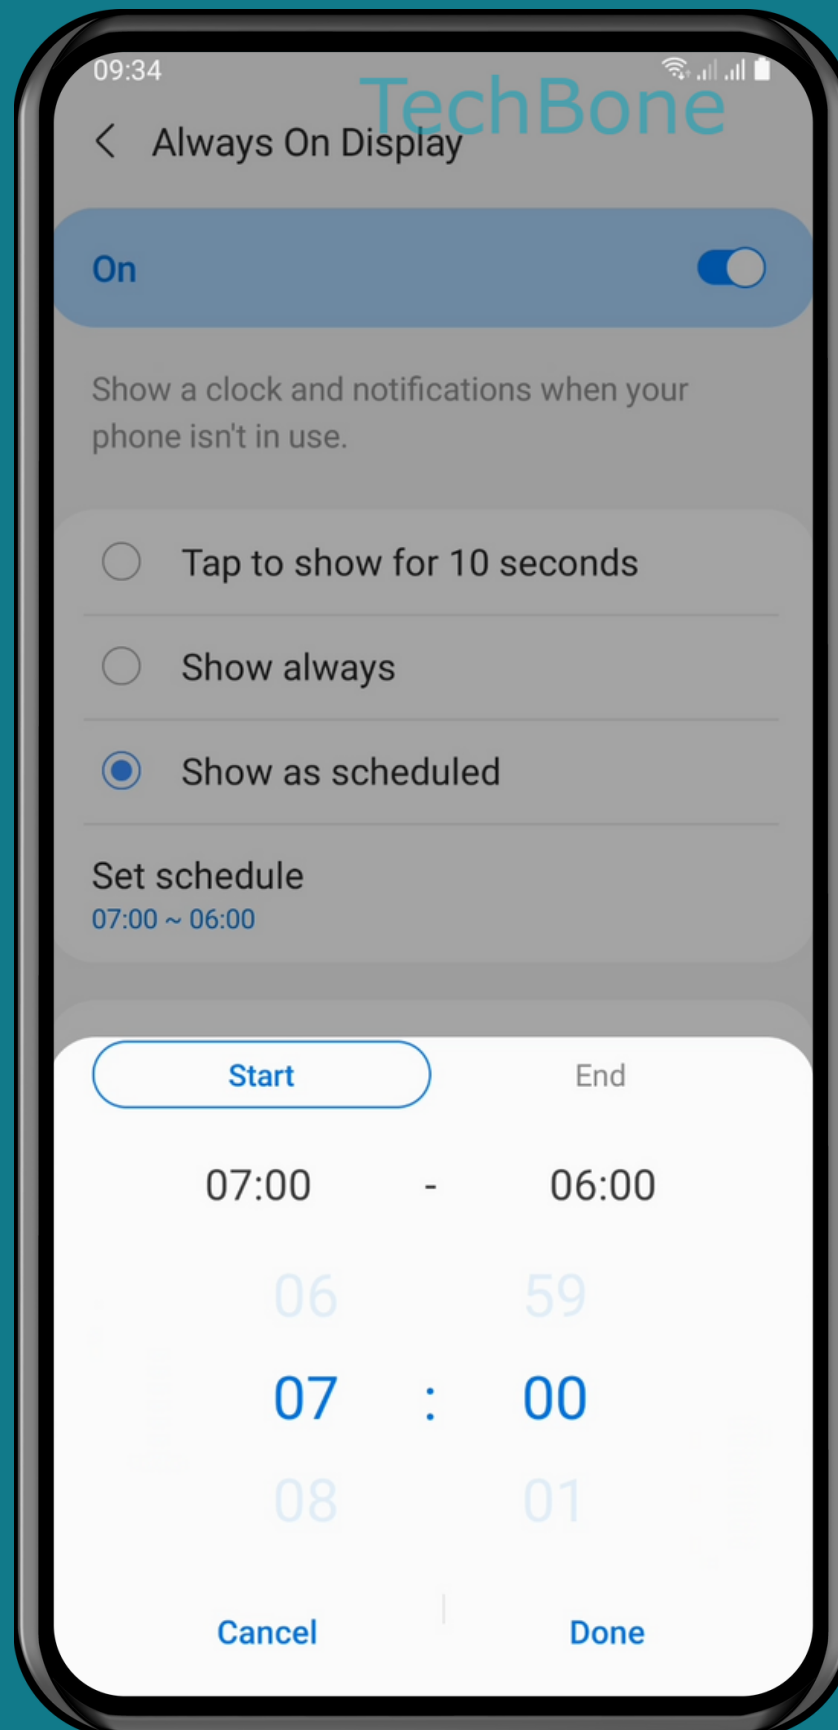 09:34
TechBone
Always On Display
On
Show a clock and notifications when your
phone isn't in use.
Tap to show for 10 seconds
Show always
Show as scheduled
Set schedule
07:00 ~ 06:00
Start End
07:00 - 06:00
06 59
07 : 00
08 01
Cancel Done